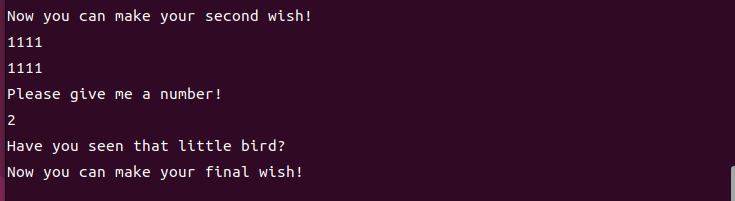 Now you can make your second wish!
1111
1111
Please give me a number!
2
Have you seen that little bird?
Now you can make your final wish!